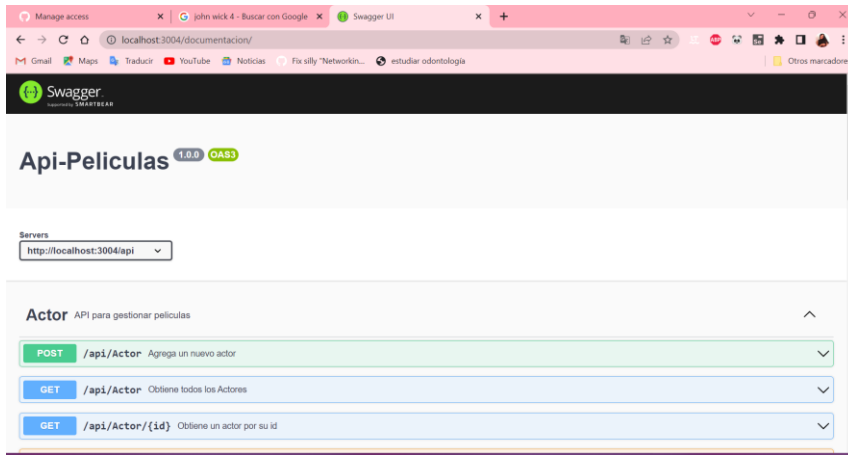 Manage access
john wick 4 - Buscar con Google
Swagger UI
localhost:3004/documentacion/
Gmail Maps Traducir YouTube Noticias Fix silly "Networkin... estudiar odontología Otros marcadore
Swagger.
Supported by SMARTBEAR
Api-Peliculas 1.0.0 OAS3
Servers
http://localhost:3004/api
Actor API para gestionar peliculas
POST /api/Actor Agrega un nuevo actor
GET /api/Actor Obtiene todos los Actores
GET /api/Actor/{id} Obtiene un actor por su id